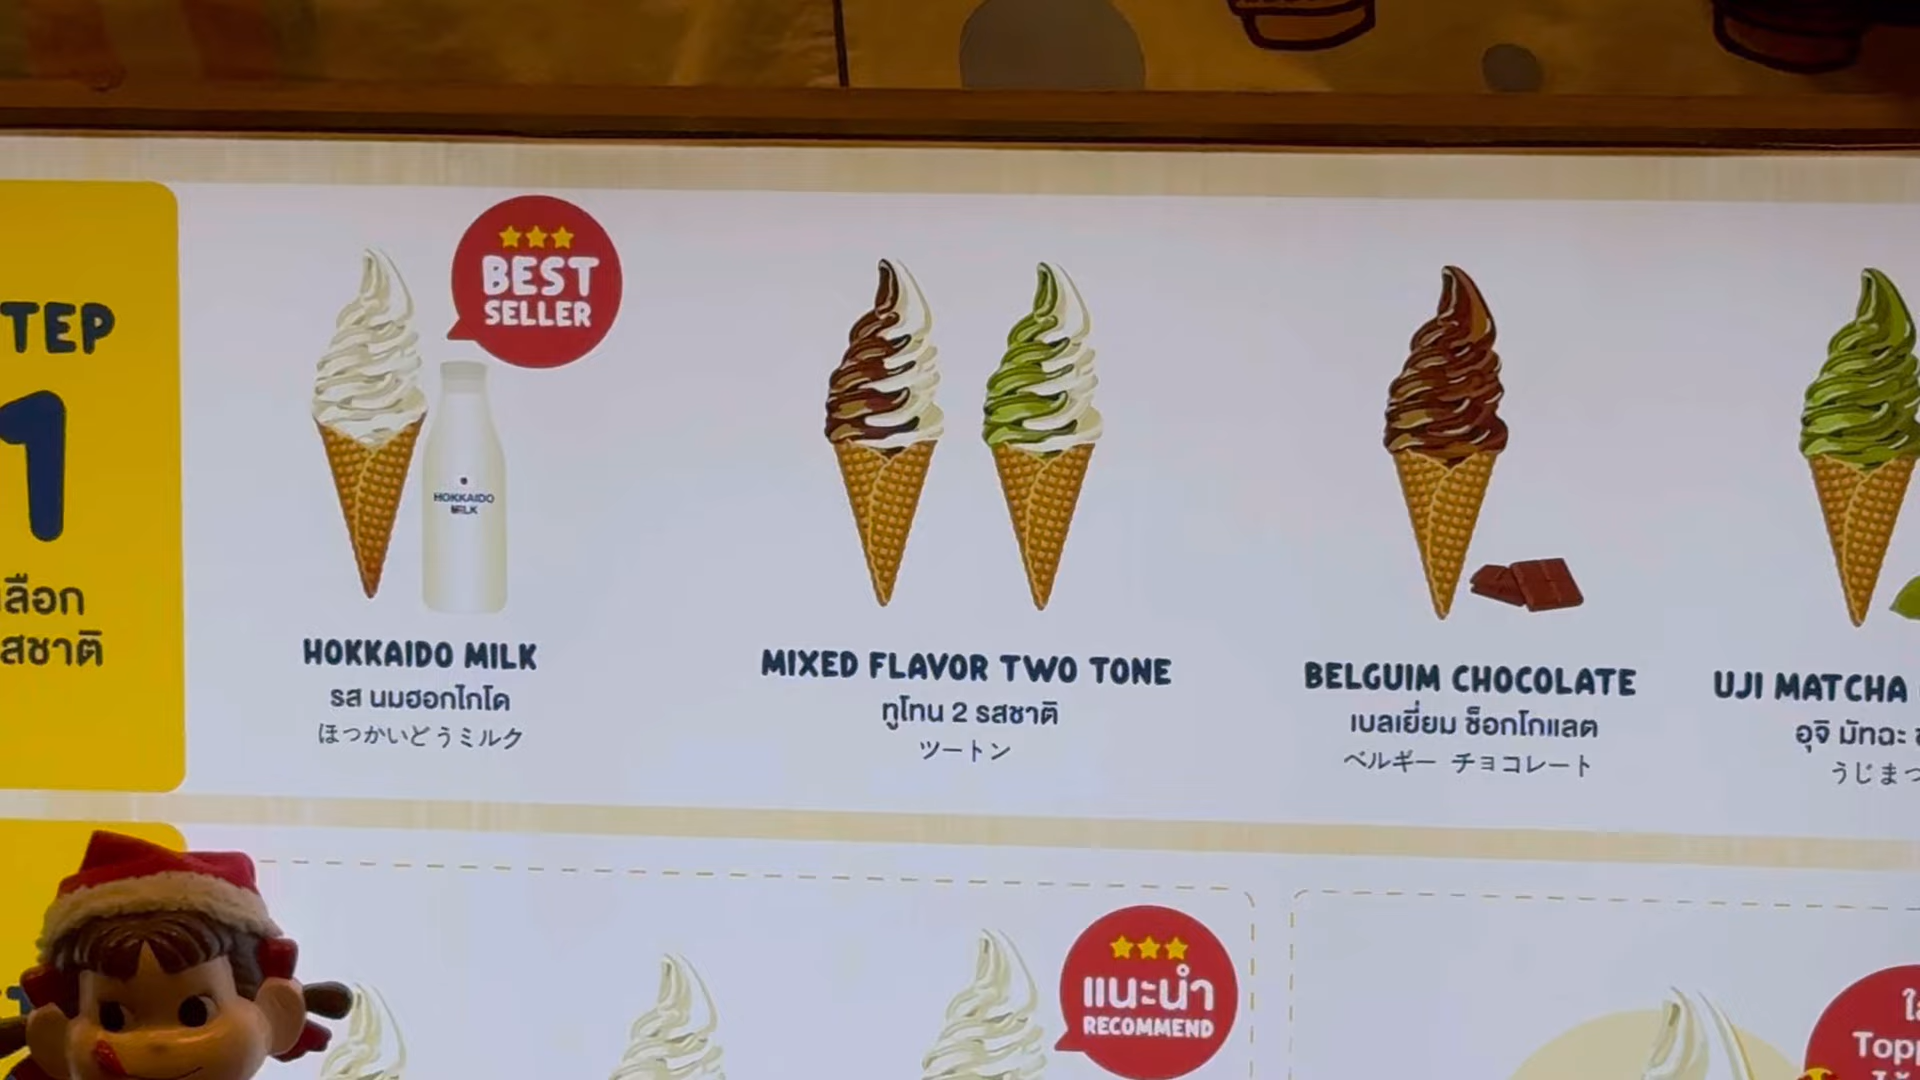 TEP
1
ลือก
สชาติ
BEST
SELLER
HOKKAIDO
MILK
HOKKAIDO MILK
รส นมฮอกไกโด
ほっかいどうミルク
MIXED FLAVOR TWO TONE
ทูโทน 2 รสชาติ
ツートン
BELGUIM CHOCOLATE
เบลเยี่ยม ช็อกโกแลต
ベルギー チョコレート
UJI MATCHA
อุจิ มัทฉะ
うじまっ
แนะนำ
RECOMMEND
Topp